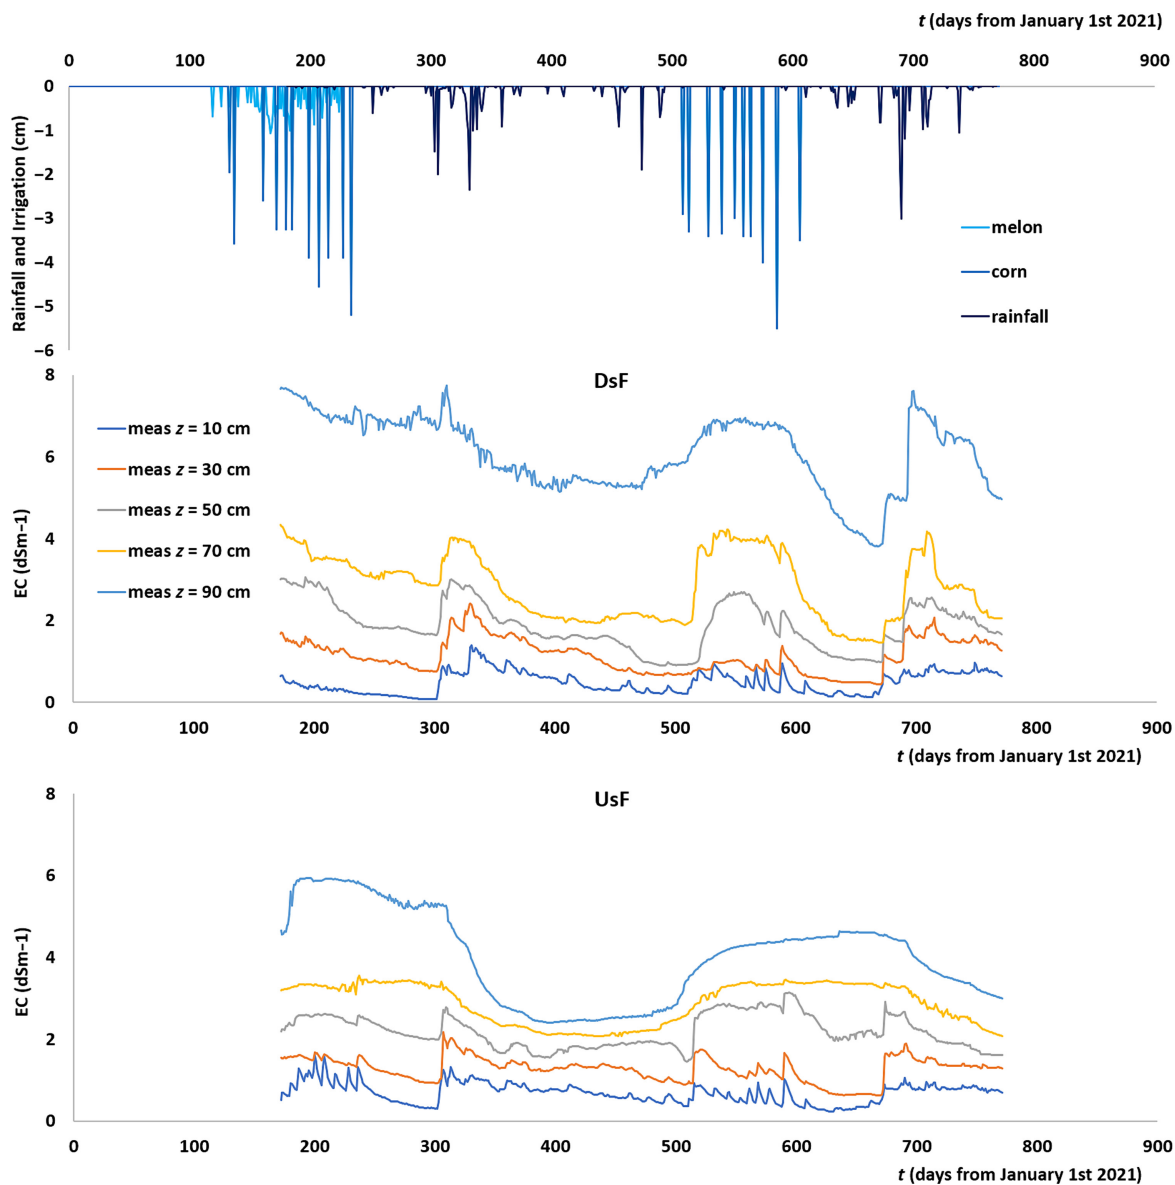 t (days from January 1st 2021)
0 100 200 300 400 500 600 700 800 900
Rainfall and Irrigation (cm)
0
−1
−2
−3
−4
−5
−6
melon
corn
rainfall
DsF
EC (dSm−1)
8
6
4
2
0
meas z = 10 cm
meas z = 30 cm
meas z = 50 cm
meas z = 70 cm
meas z = 90 cm
0 100 200 300 400 500 600 700 800 900
t (days from January 1st 2021)
UsF
EC (dSm−1)
8
6
4
2
0
0 100 200 300 400 500 600 700 800 900
t (days from January 1st 2021)